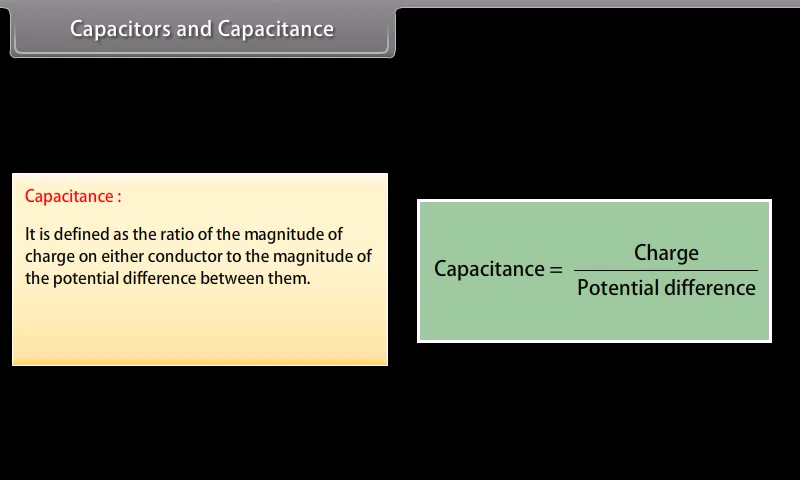 Capacitors and Capacitance
Capacitance :
It is defined as the ratio of the magnitude of
charge on either conductor to the magnitude of
the potential difference between them.
Charge
Capacitance =
Potential difference